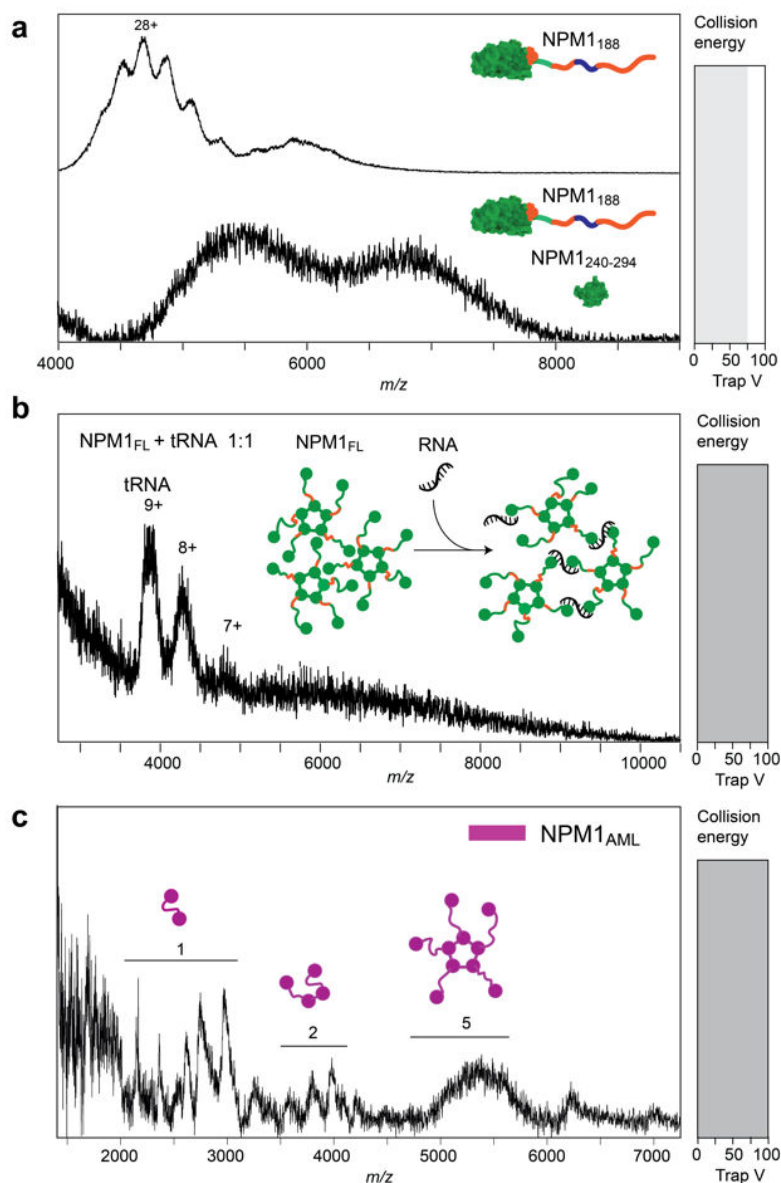 a
28+
NPM1188
NPM1188
NPM1240-294
4000 6000 8000
m/z
Collision
energy
0 25 75 100
Trap V
b
NPM1FL + tRNA 1:1
NPM1FL
RNA
tRNA
9+
8+
7+
4000 6000 8000 10000
m/z
Collision
energy
0 50 100
Trap V
c
NPM1AML
1
2
5
2000 3000 4000 5000 6000 7000
m/z
Collision
energy
0 50 100
Trap V